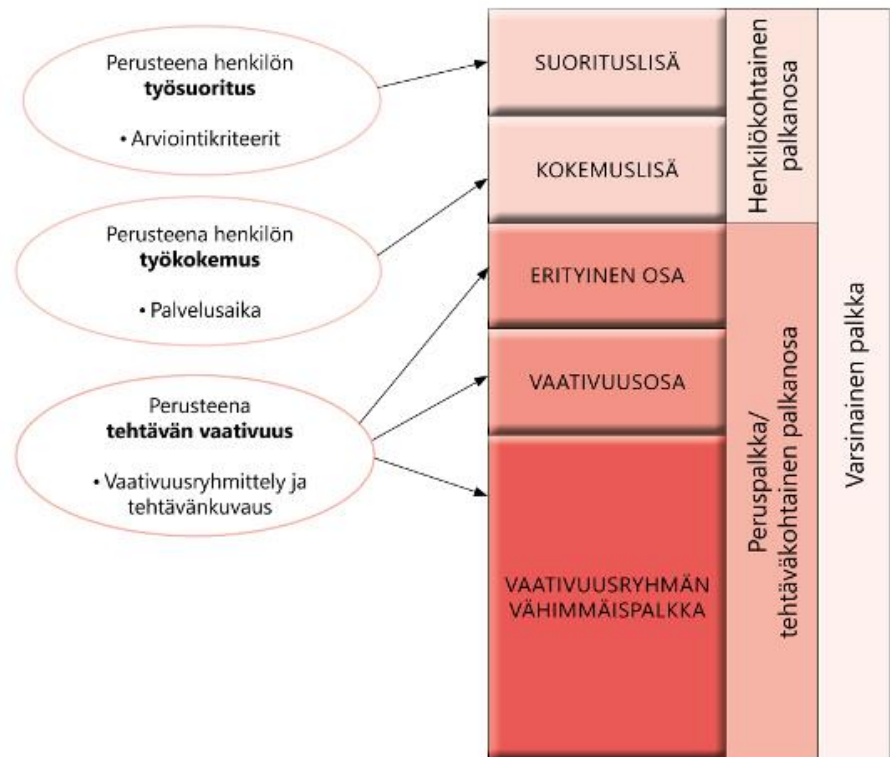 Perusteena henkilön
työsuoritus
• Arviointikriteerit
Perusteena henkilön
työkokemus
• Palvelusaika
Perusteena
tehtävän vaativuus
• Vaativuusryhmittely ja
tehtävänkuvaus
SUORITUSLISÄ
KOKEMUSLISÄ
ERITYINEN OSA
VAATIVUUSOSA
VAATIVUUSRYHMÄN
VÄHIMMÄISPALKKA
Henkilökohtainen
palkanosa
Peruspalkka/
tehtäväkohtainen palkanosa
Varsinainen palkka